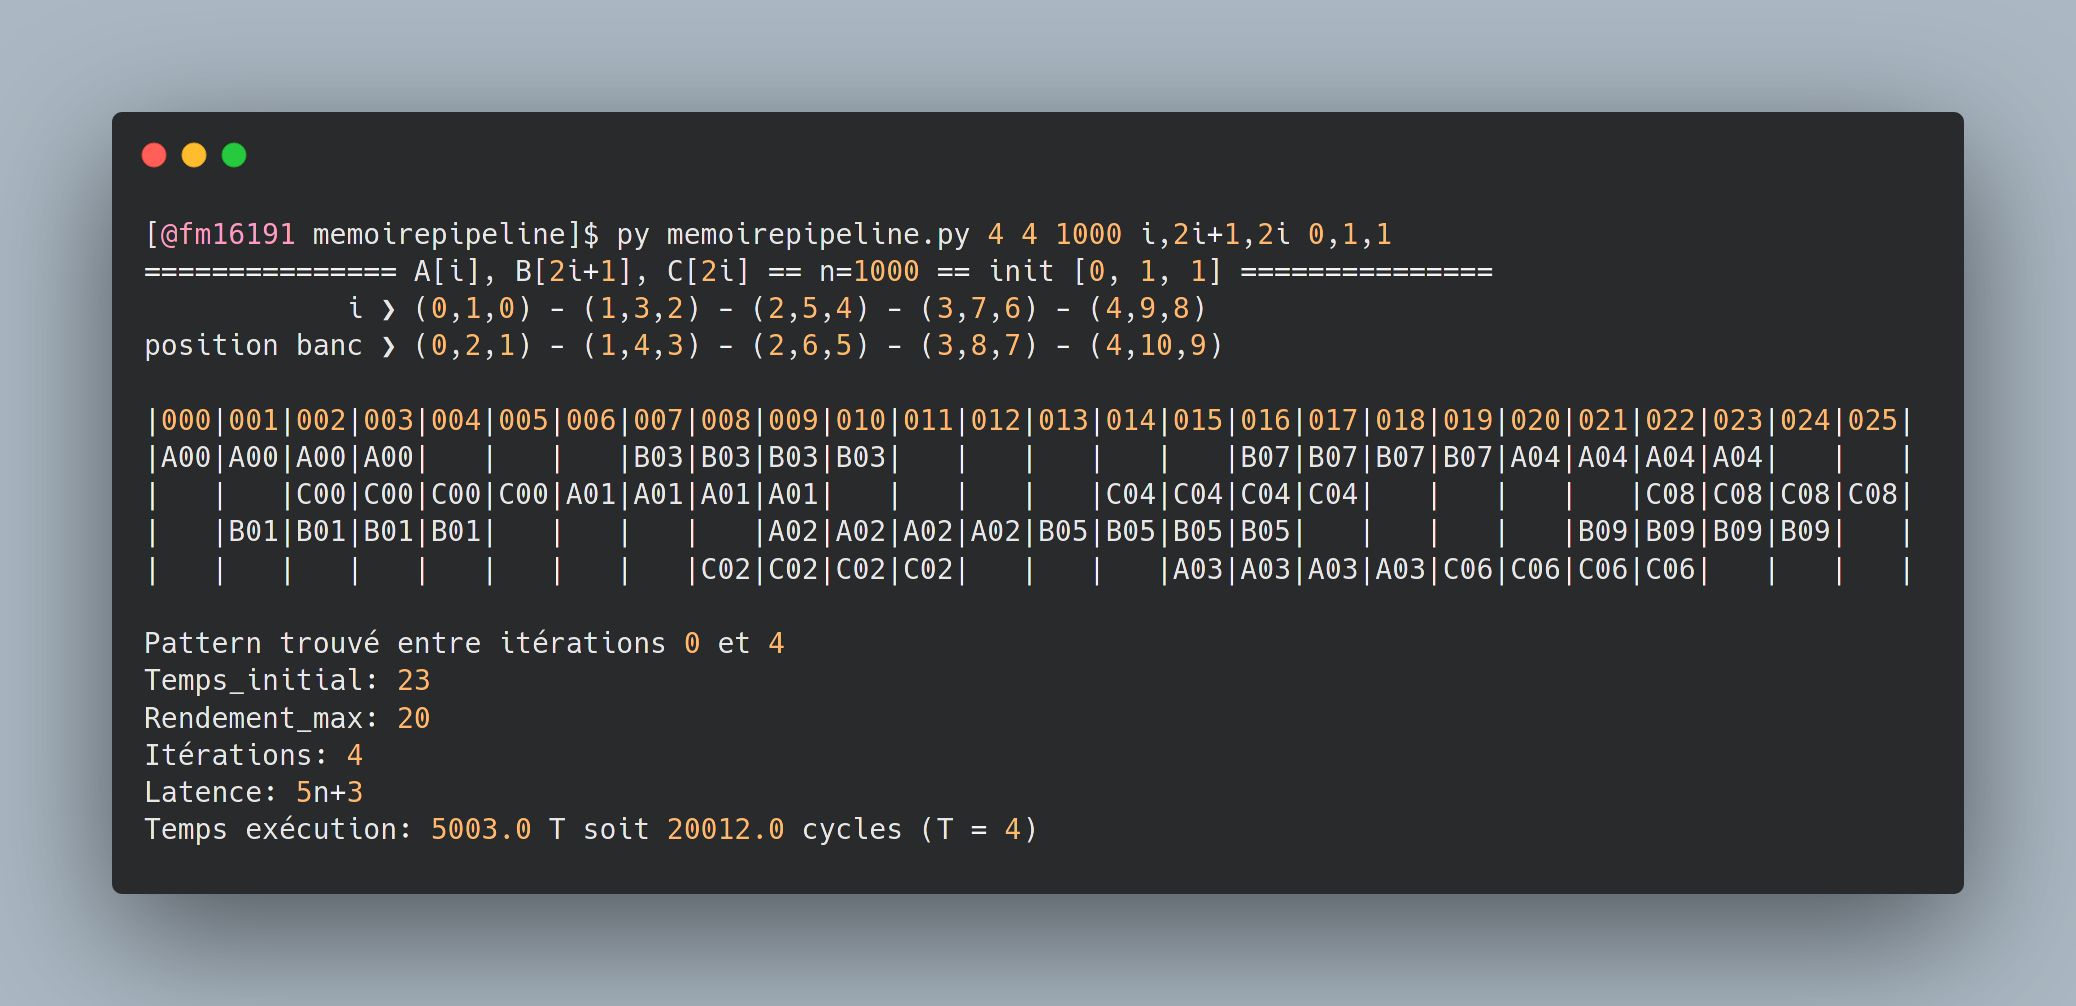 [@fm16191 memoirepipeline]$ py memoirepipeline.py 4 4 1000 i,2i+1,2i 0,1,1
=============== A[i], B[2i+1], C[2i] == n=1000 == init [0, 1, 1] ===============
            i ❯ (0,1,0) - (1,3,2) - (2,5,4) - (3,7,6) - (4,9,8)
position banc ❯ (0,2,1) - (1,4,3) - (2,6,5) - (3,8,7) - (4,10,9)
|000|001|002|003|004|005|006|007|008|009|010|011|012|013|014|015|016|017|018|019|020|021|022|023|024|025|
|A00|A00|A00|A00|   |   |   |B03|B03|B03|B03|   |   |   |   |   |B07|B07|B07|B07|A04|A04|A04|A04|   |   |
|   |   |C00|C00|C00|C00|A01|A01|A01|A01|   |   |   |   |C04|C04|C04|C04|   |   |   |   |C08|C08|C08|C08|
|   |B01|B01|B01|B01|   |   |   |   |A02|A02|A02|A02|B05|B05|B05|B05|   |   |   |   |B09|B09|B09|B09|   |
|   |   |   |   |   |   |   |   |C02|C02|C02|C02|   |   |   |A03|A03|A03|A03|C06|C06|C06|C06|   |   |   |
Pattern trouvé entre itérations 0 et 4
Temps_initial: 23
Rendement_max: 20
Itérations: 4
Latence: 5n+3
Temps exécution: 5003.0 T soit 20012.0 cycles (T = 4)